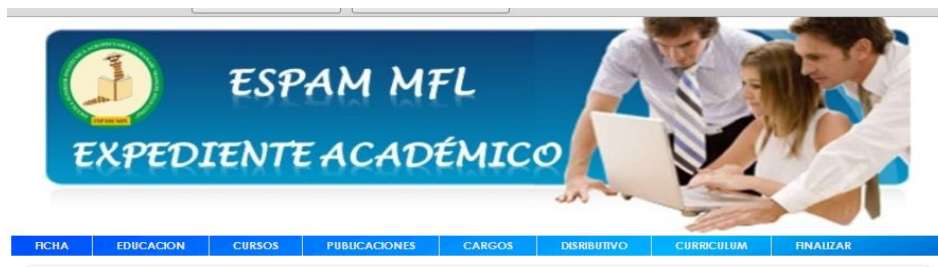 ESPAM MFL
EXPEDIENTE ACADÉMICO
FICHA EDUCACION CURSOS PUBLICACIONES CARGOS DISRIBUTIVO CURRICULUM FINALIZAR